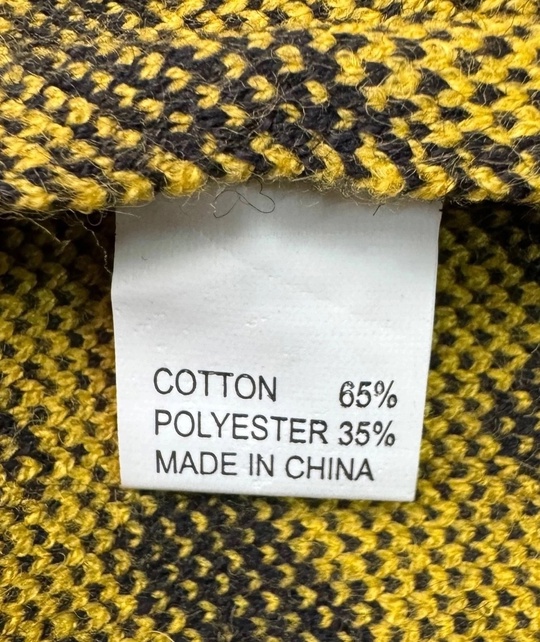 COTTON 65%
POLYESTER 35%
MADE IN CHINA